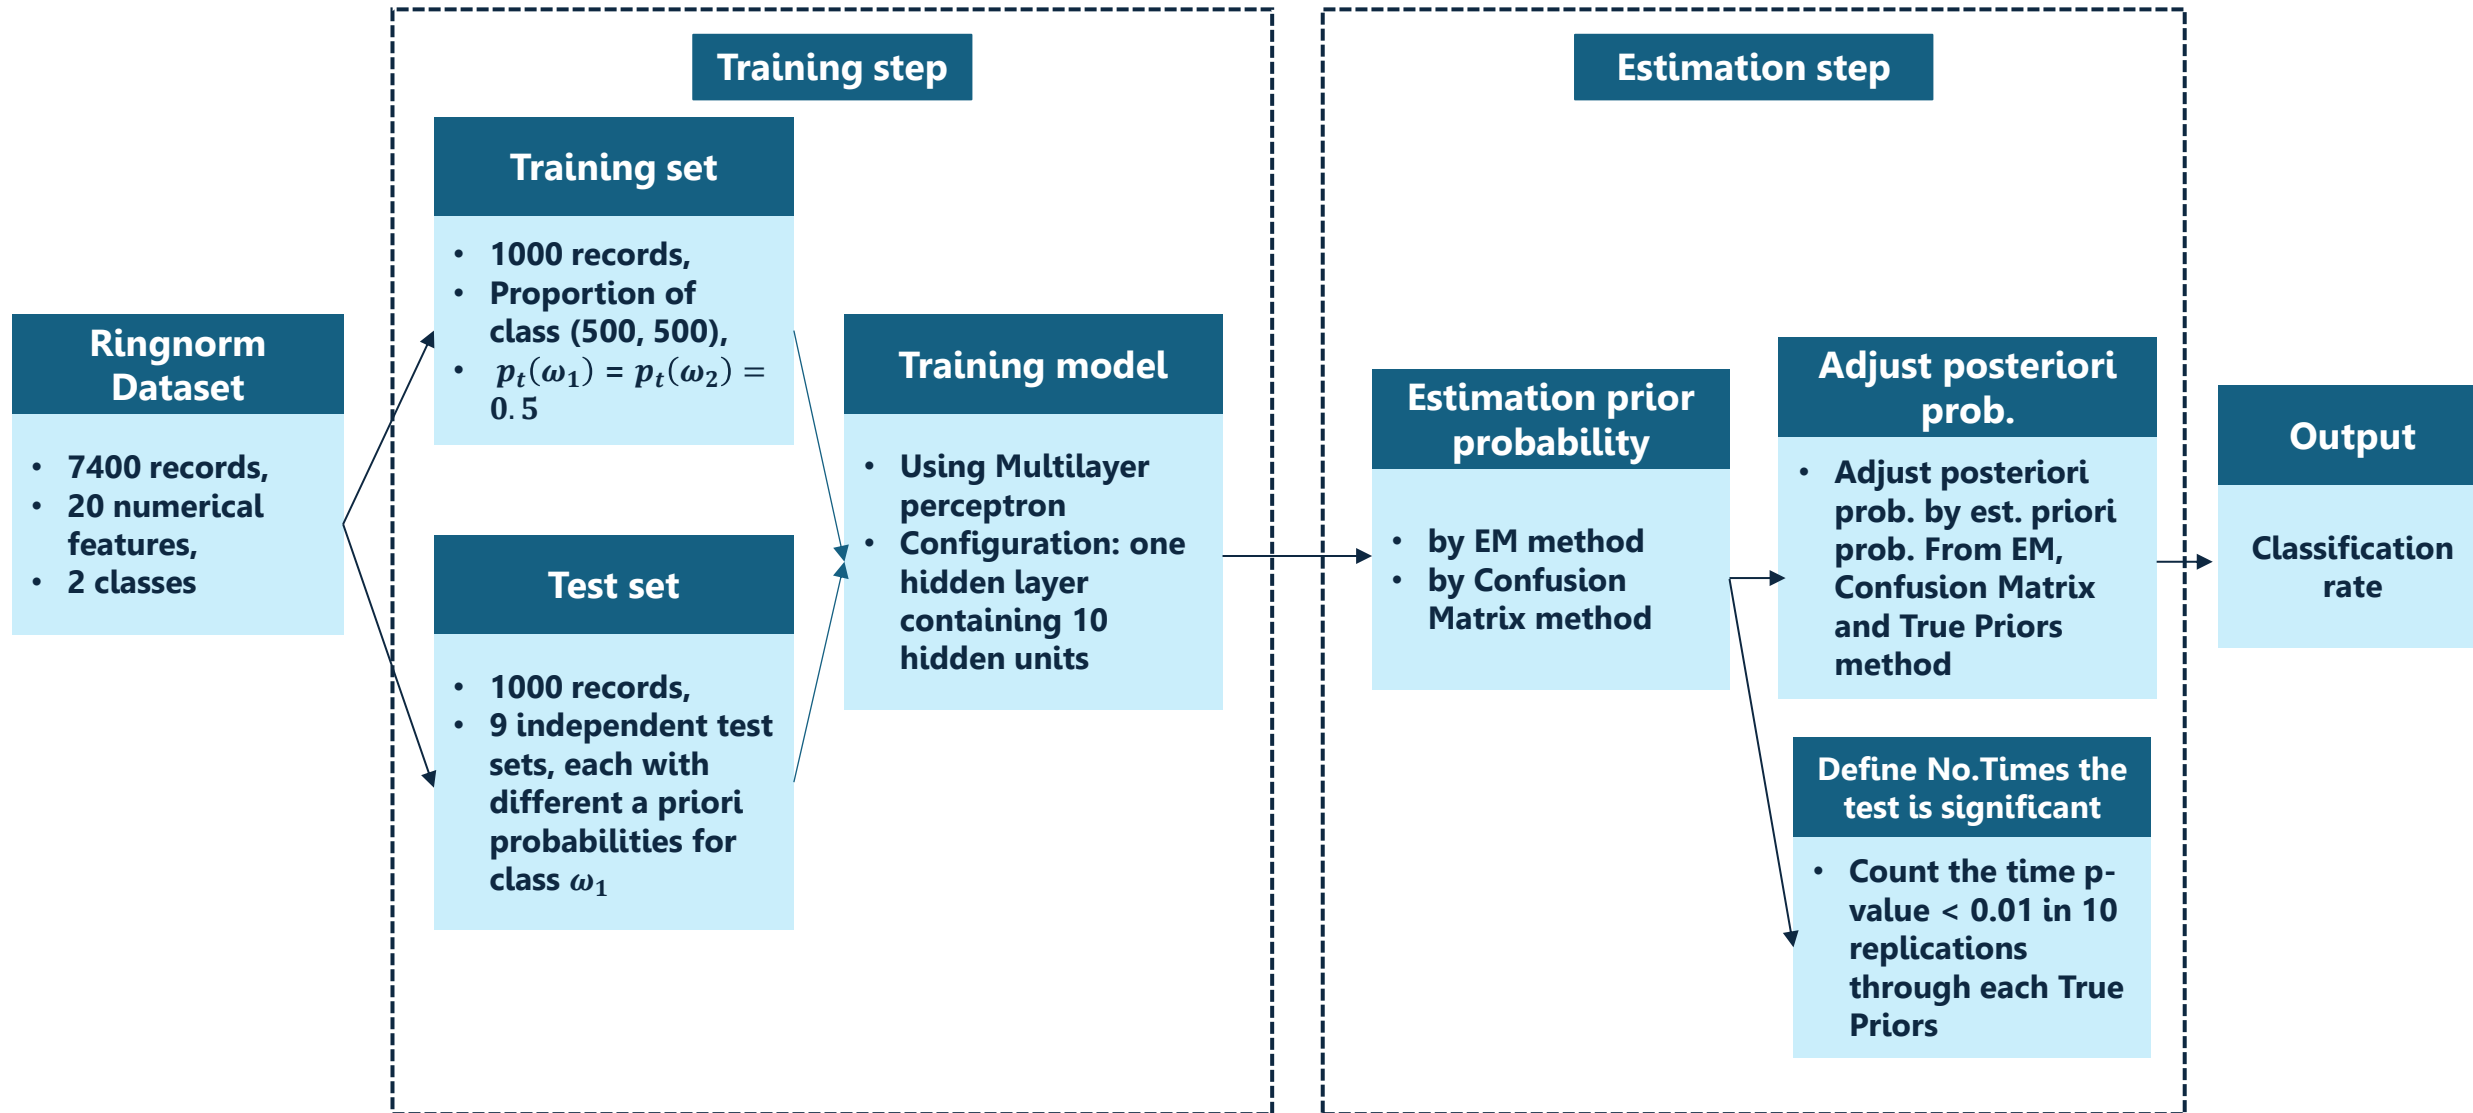 Training step
Estimation step
Ringnorm
Dataset
• 7400 records,
• 20 numerical
features,
• 2 classes
Training set
• 1000 records,
• Proportion of
class (500, 500),
• pₜ(ω₁) = pₜ(ω₂) =
0.5
Test set
• 1000 records,
• 9 independent test
sets, each with
different a priori
probabilities for
class ω₁
Training model
• Using Multilayer
perceptron
• Configuration: one
hidden layer
containing 10
hidden units
Estimation prior
probability
• by EM method
• by Confusion
Matrix method
Adjust posteriori
prob.
• Adjust posteriori
prob. by est. priori
prob. From EM,
Confusion Matrix
and True Priors
method
Define No.Times the
test is significant
• Count the time p-
value < 0.01 in 10
replications
through each True
Priors
Output
Classification
rate